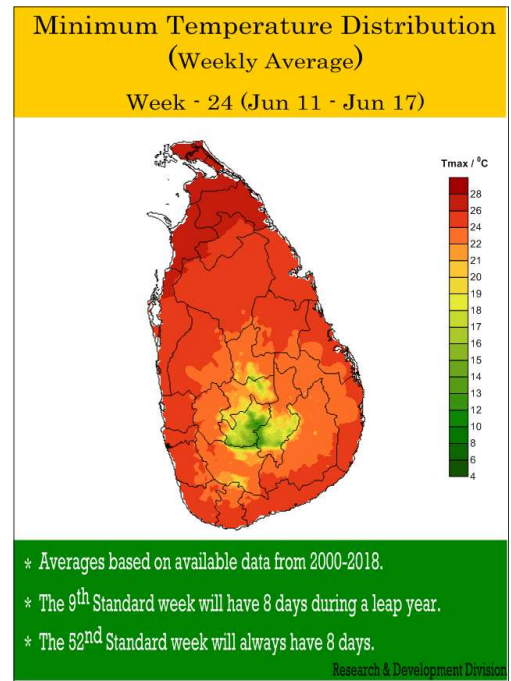 Minimum Temperature Distribution
(Weekly Average)
Week - 24 (Jun 11 - Jun 17)
Tmax / ⁰C
28
26
24
22
21
20
19
18
17
16
15
14
13
12
10
8
6
4
* Averages based on available data from 2000-2018.
* The 9th Standard week will have 8 days during a leap year.
* The 52nd Standard week will always have 8 days.
Research & Development Division